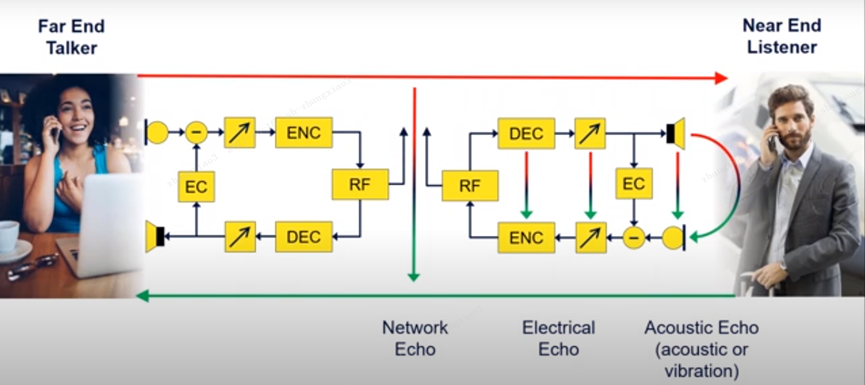 Far End
Talker
Near End
Listener
ENC
DEC
EC
RF
RF
EC
DEC
ENC
Network
Echo
Electrical
Echo
Acoustic Echo
(acoustic or
vibration)